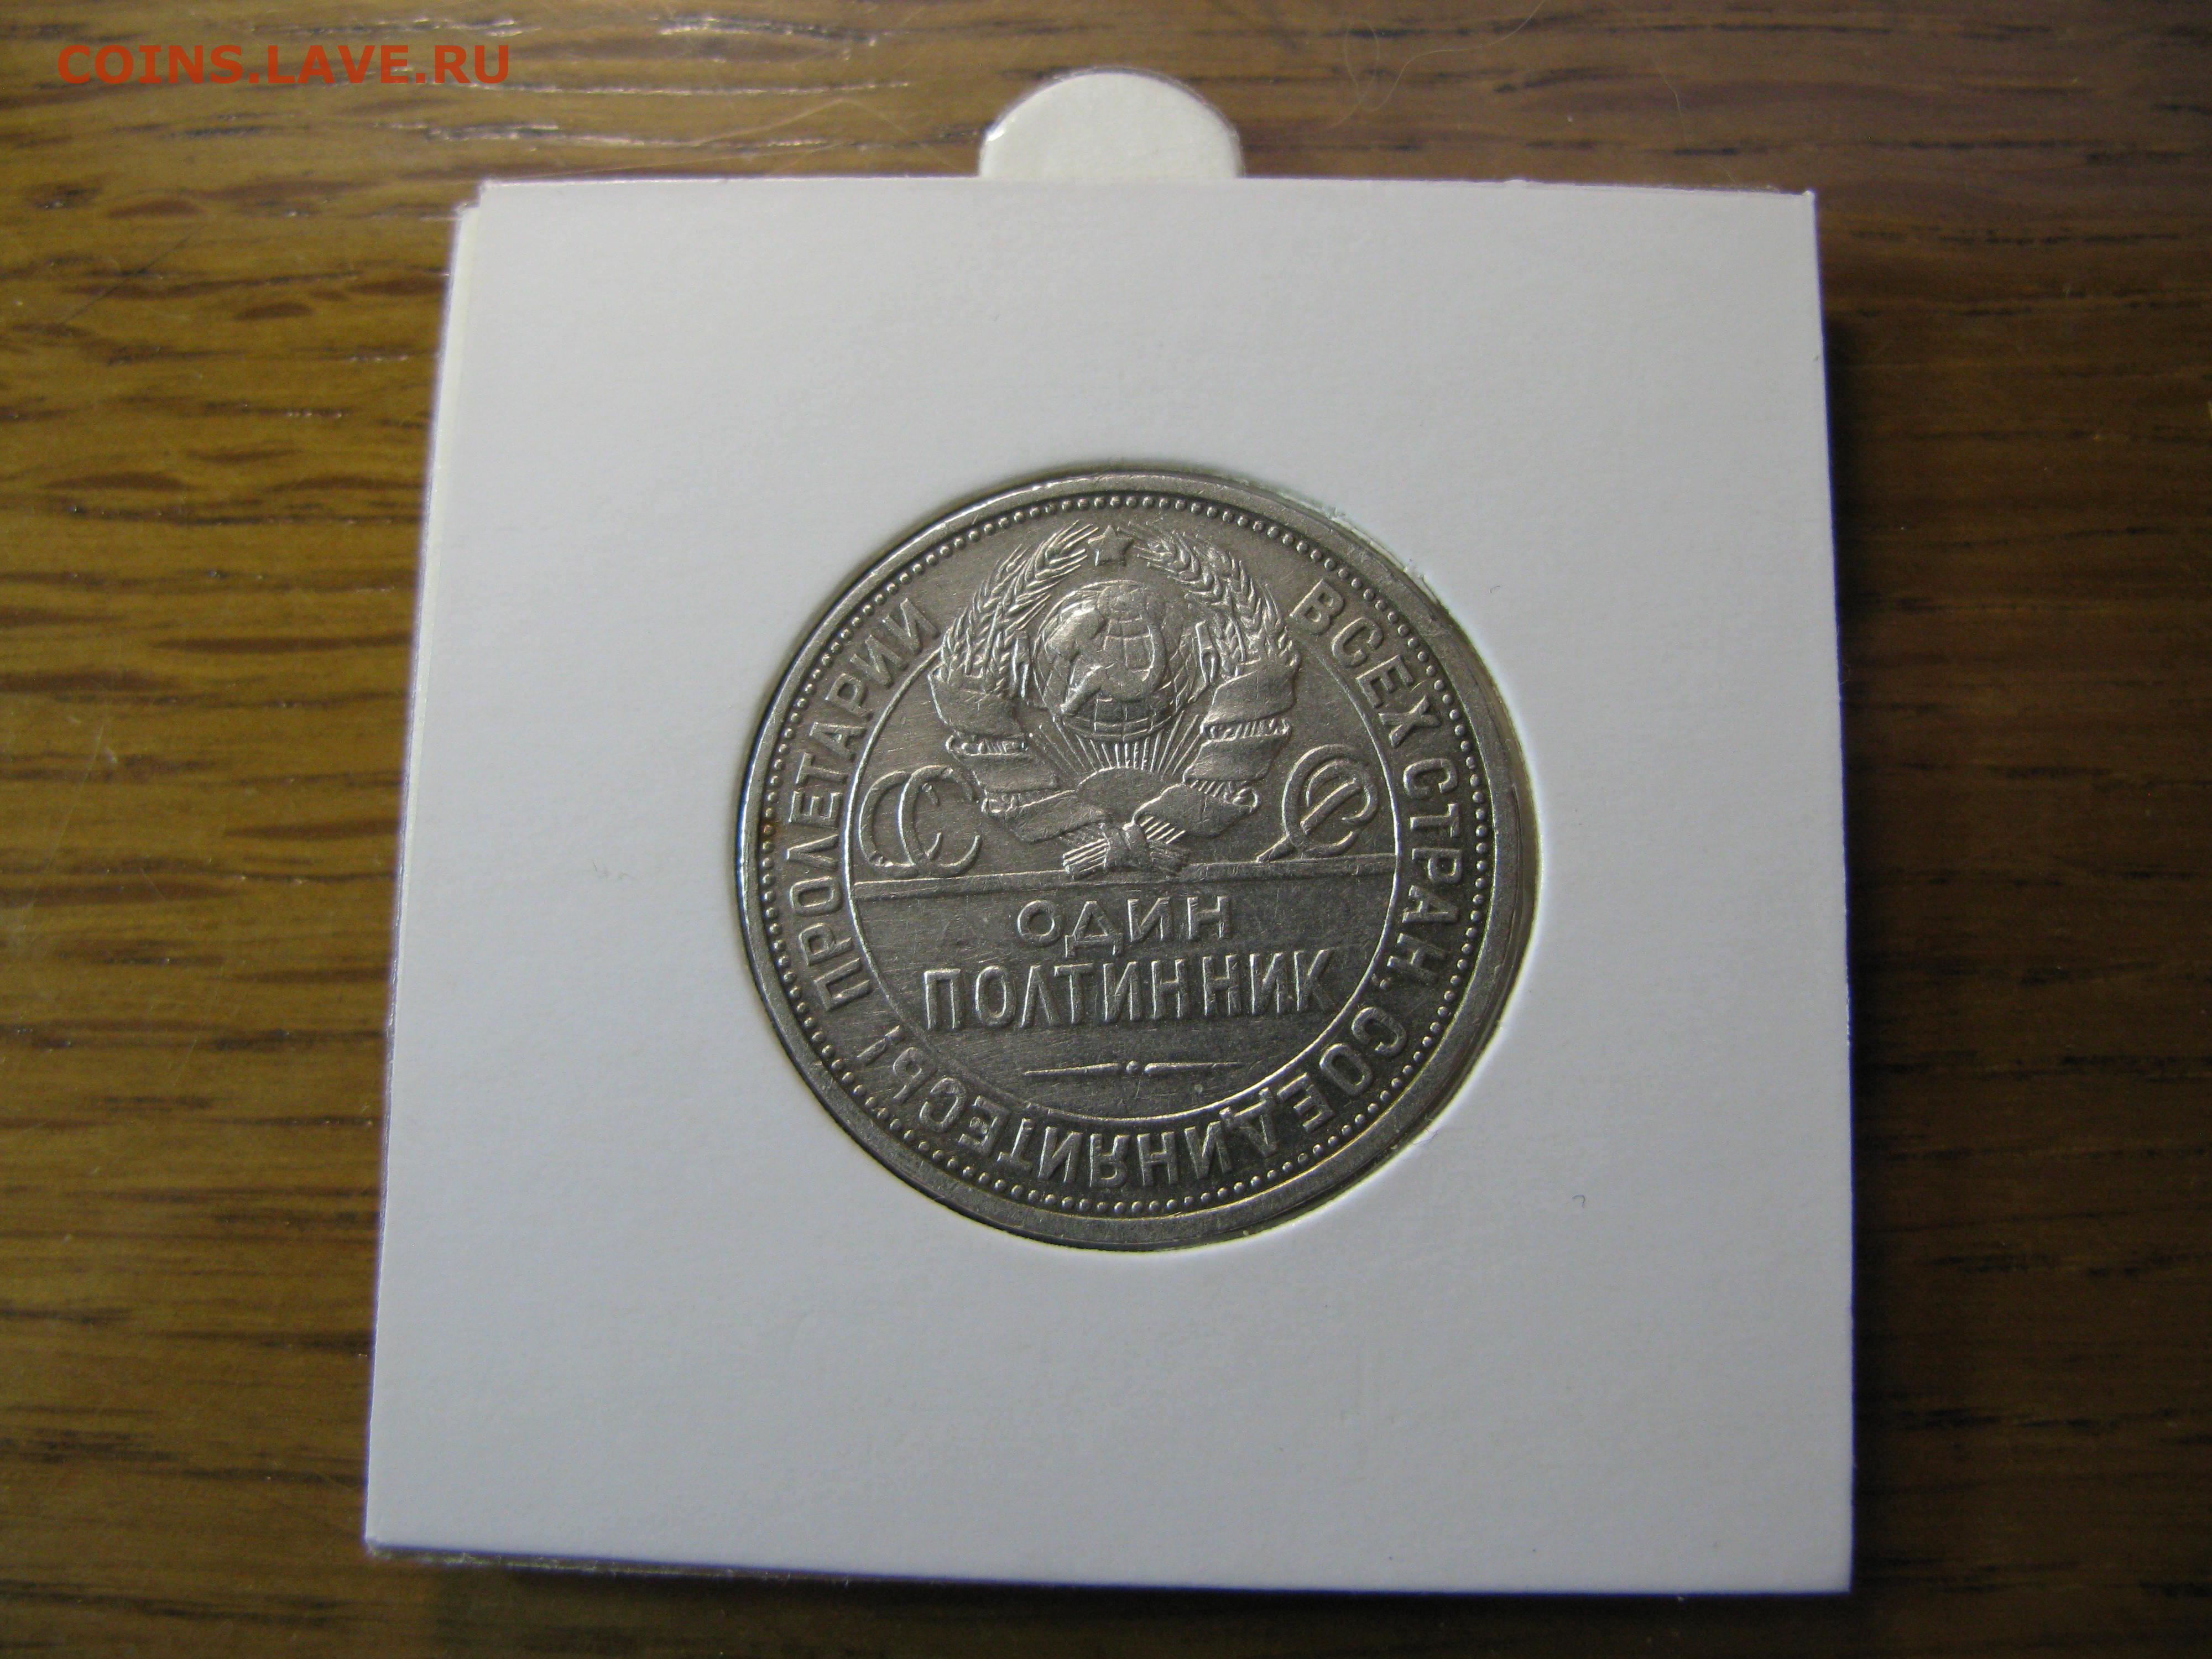 COINS.LAVE.RU
ПРОЛЕТАРИИ ВСЕХ СТРАН, СОЕДИНЯЙТЕСЬ!
СС СР
ОДИН
ПОЛТИННИК